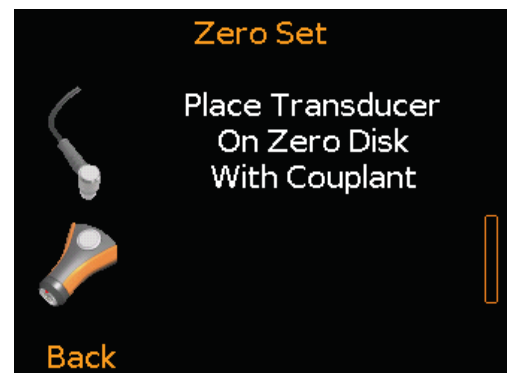 Zero Set
Place Transducer
On Zero Disk
With Couplant
Back